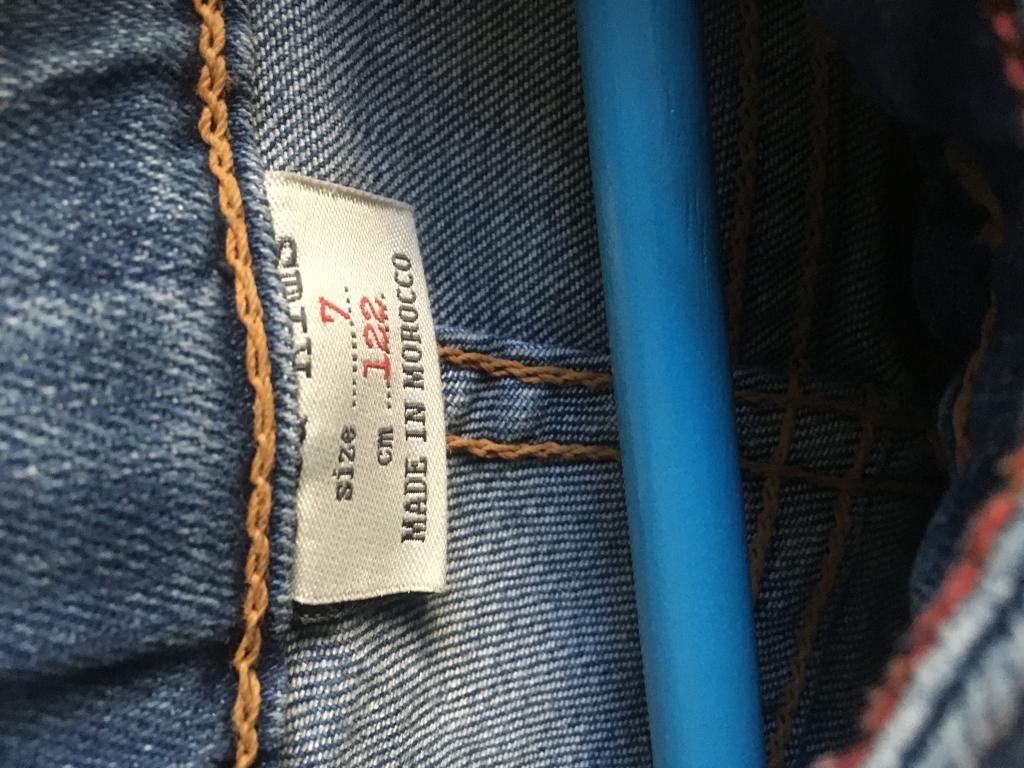 size ........7..
cm ...122.
MADE IN MOROCCO